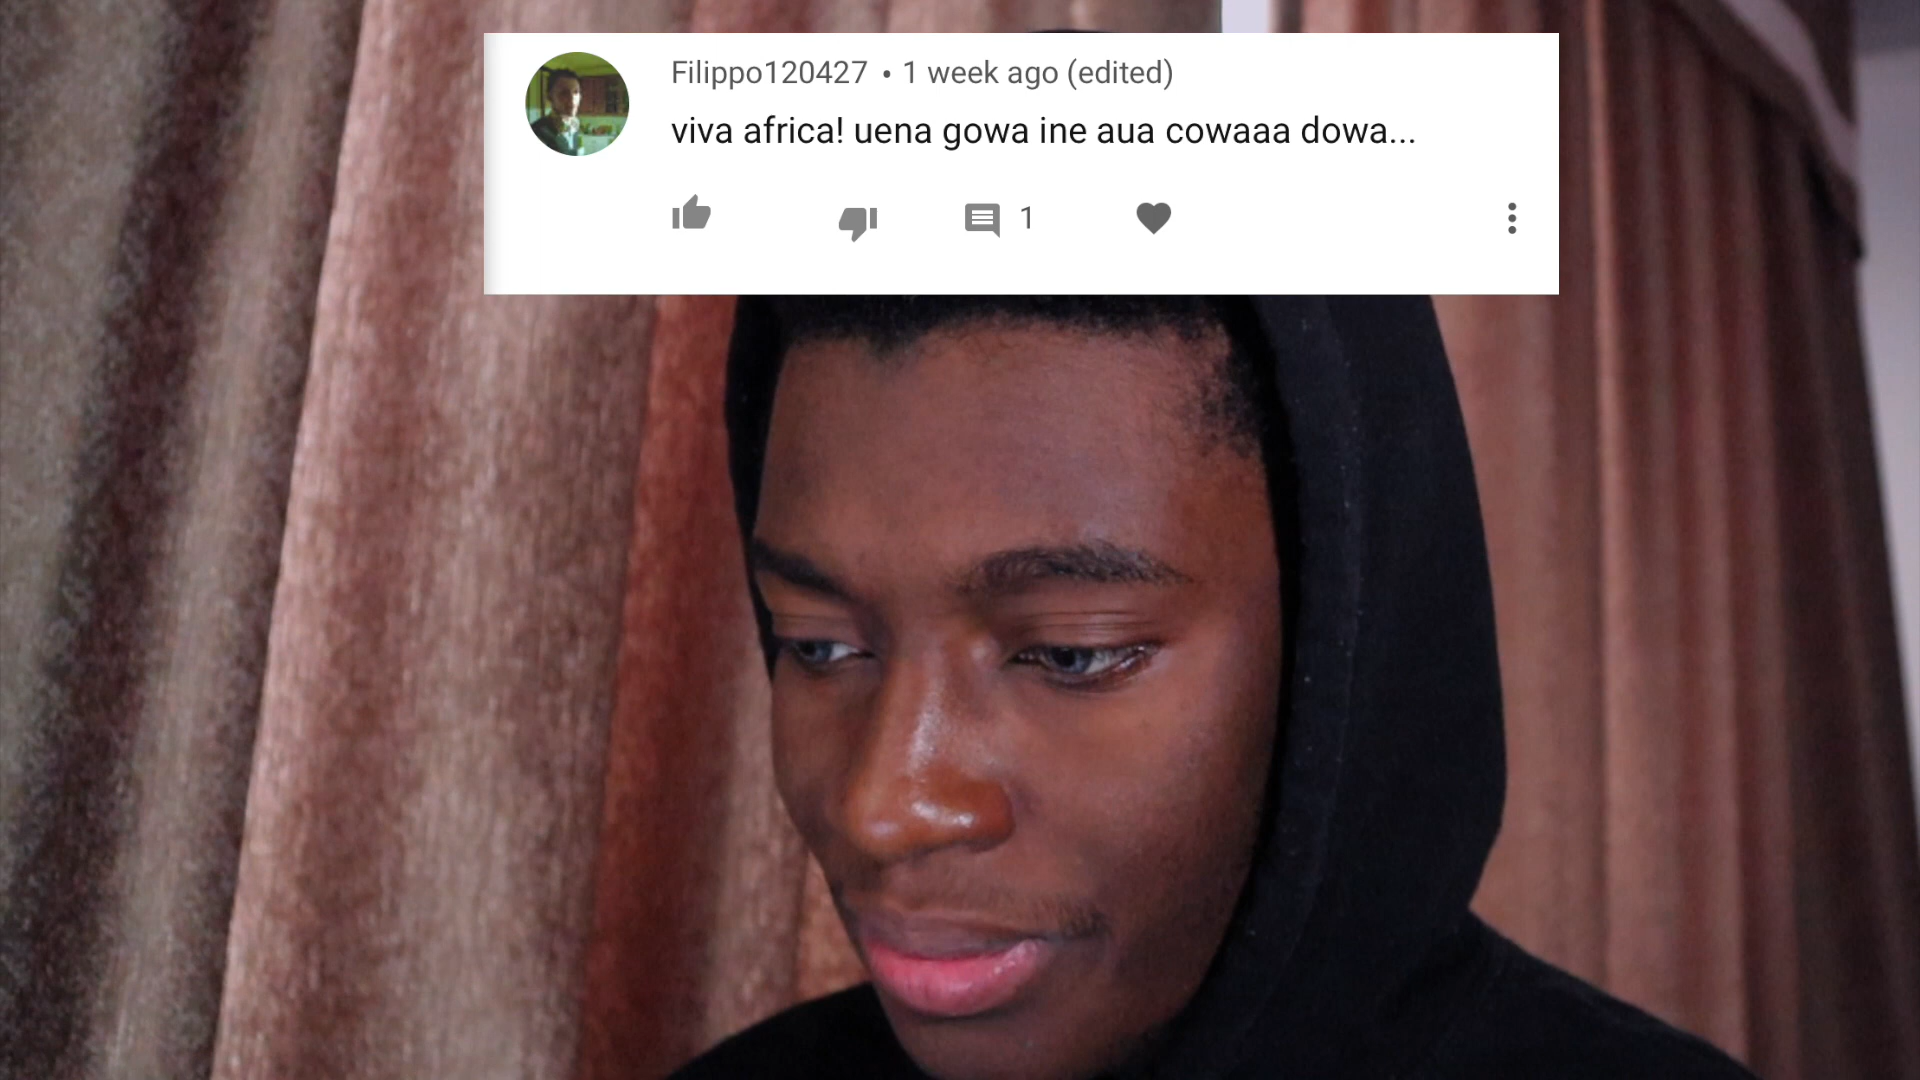 Filippo120427 • 1 week ago (edited)
viva africa! uena gowa ine aua cowaaa dowa...
1